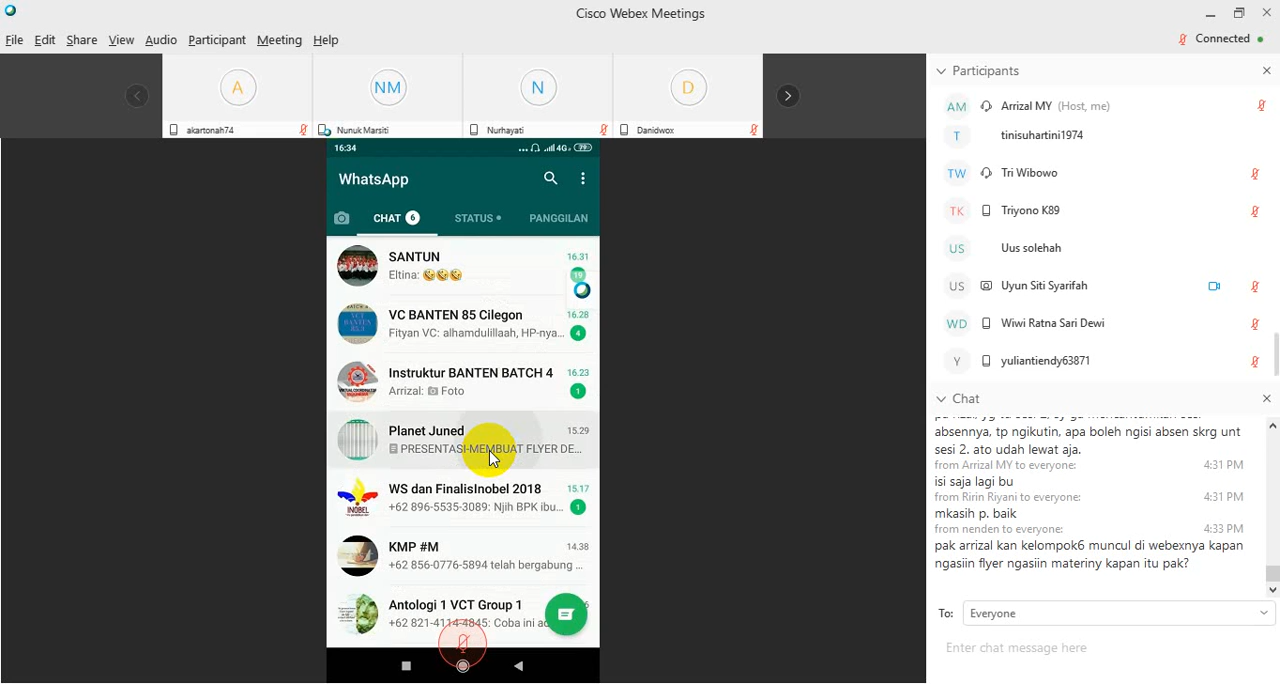 Cisco Webex Meetings
File Edit Share View Audio Participant Meeting Help
Connected
A
akartonah74
NM
Nunuk Marsiti
N
Nurhayati
D
Danidwox
16:34
4G+ 79
WhatsApp
CHAT 6 STATUS PANGGILAN
SANTUN 16.31
Eltina: 19
VC BANTEN 85 Cilegon 16.28
Fityan VC: alhamdulillaah, HP-nya... 4
Instruktur BANTEN BATCH 4 16.23
Arrizal: Foto 1
Planet Juned 15.29
PRESENTASI-MEMBUAT FLYER DE...
WS dan FinalisInobel 2018 15.17
+62 896-5535-3089: Njih BPK ibu... 1
INOBEL
KMP #M 14.38
+62 856-0776-5894 telah bergabung ...
Antologi 1 VCT Group 1
+62 821-4114-4845: Coba ini
Participants
AM Arrizal MY (Host, me)
T tinisuhartini1974
TW Tri Wibowo
TK Triyono K89
US Uus solehah
US Uyun Siti Syarifah
WD Wiwi Ratna Sari Dewi
Y yuliantiendy63871
Chat
absennya, tp ngikutin, apa boleh ngisi absen skrg unt
sesi 2. ato udah lewat aja.
from Arrizal MY to everyone: 4:31 PM
isi saja lagi bu
from Ririn Riyani to everyone: 4:31 PM
mkasih p. baik
from nenden to everyone: 4:33 PM
pak arrizal kan kelompok6 muncul di webexnya kapan
ngasiin flyer ngasiin materiny kapan itu pak?
To: Everyone
Enter chat message here